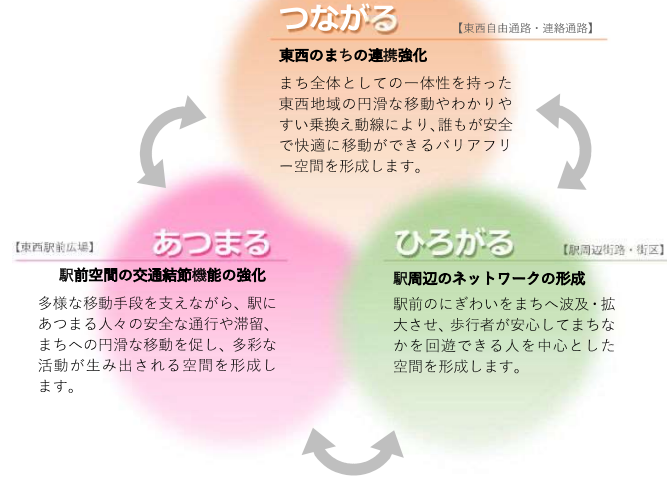 つながる
【東西自由通路・連絡通路】
東西のまちの連携強化
まち全体としての一体性を持った
東西地域の円滑な移動やわかりや
すい乗換え動線により、誰もが安全
で快適に移動ができるバリアフリ
ー空間を形成します。
【東西駅前広場】
あつまる
駅前空間の交通結節機能の強化
多様な移動手段を支えながら、駅に
あつまる人々の安全な通行や滞留、
まちへの円滑な移動を促し、多彩な
活動が生み出される空間を形成し
ます。
ひろがる
【駅周辺街路・街区】
駅周辺のネットワークの形成
駅前のにぎわいをまちへ波及・拡
大させ、歩行者が安心してまちな
かを回遊できる人を中心とした
空間を形成します。